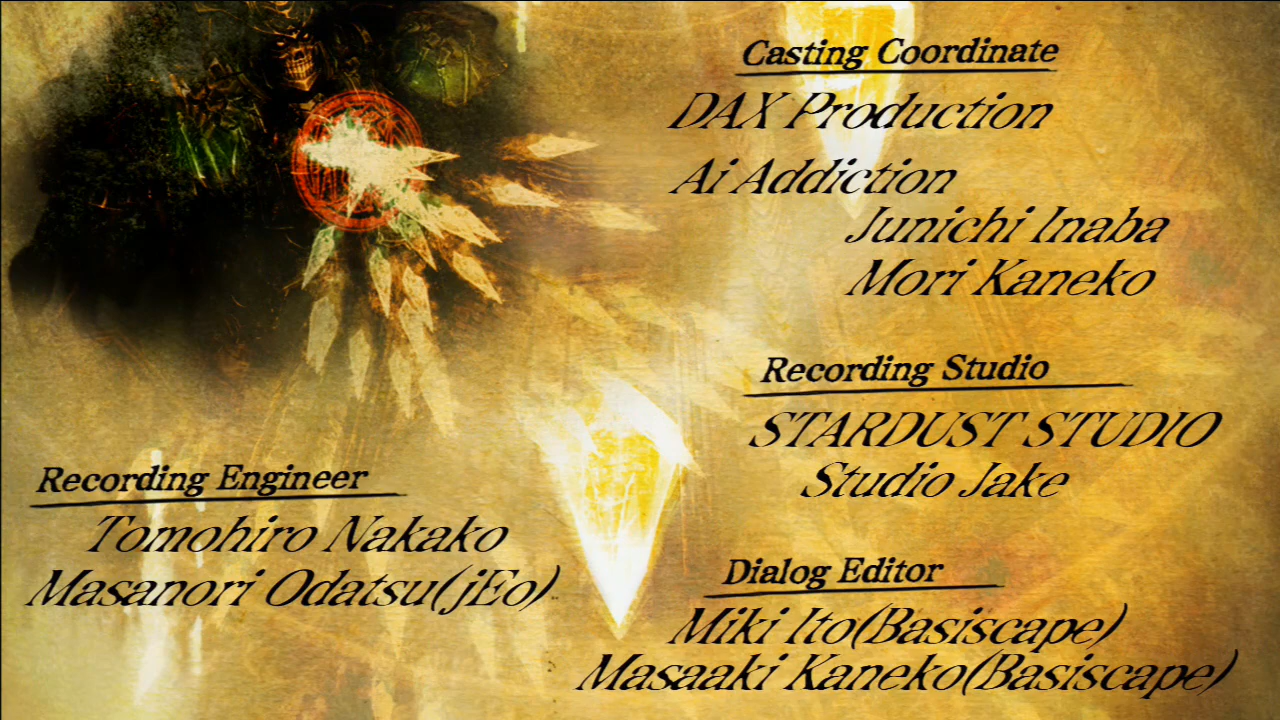 Casting Coordinate
DAX Production
Ai Addiction
Junichi Inaba
Mori Kaneko
Recording Studio
STARDUST STUDIO
Studio Jake
Recording Engineer
Tomohiro Nakako
Masanori Odatsu(jEo)
Dialog Editor
Miki Ito(Basiscape)
Masaaki Kaneko(Basiscape)